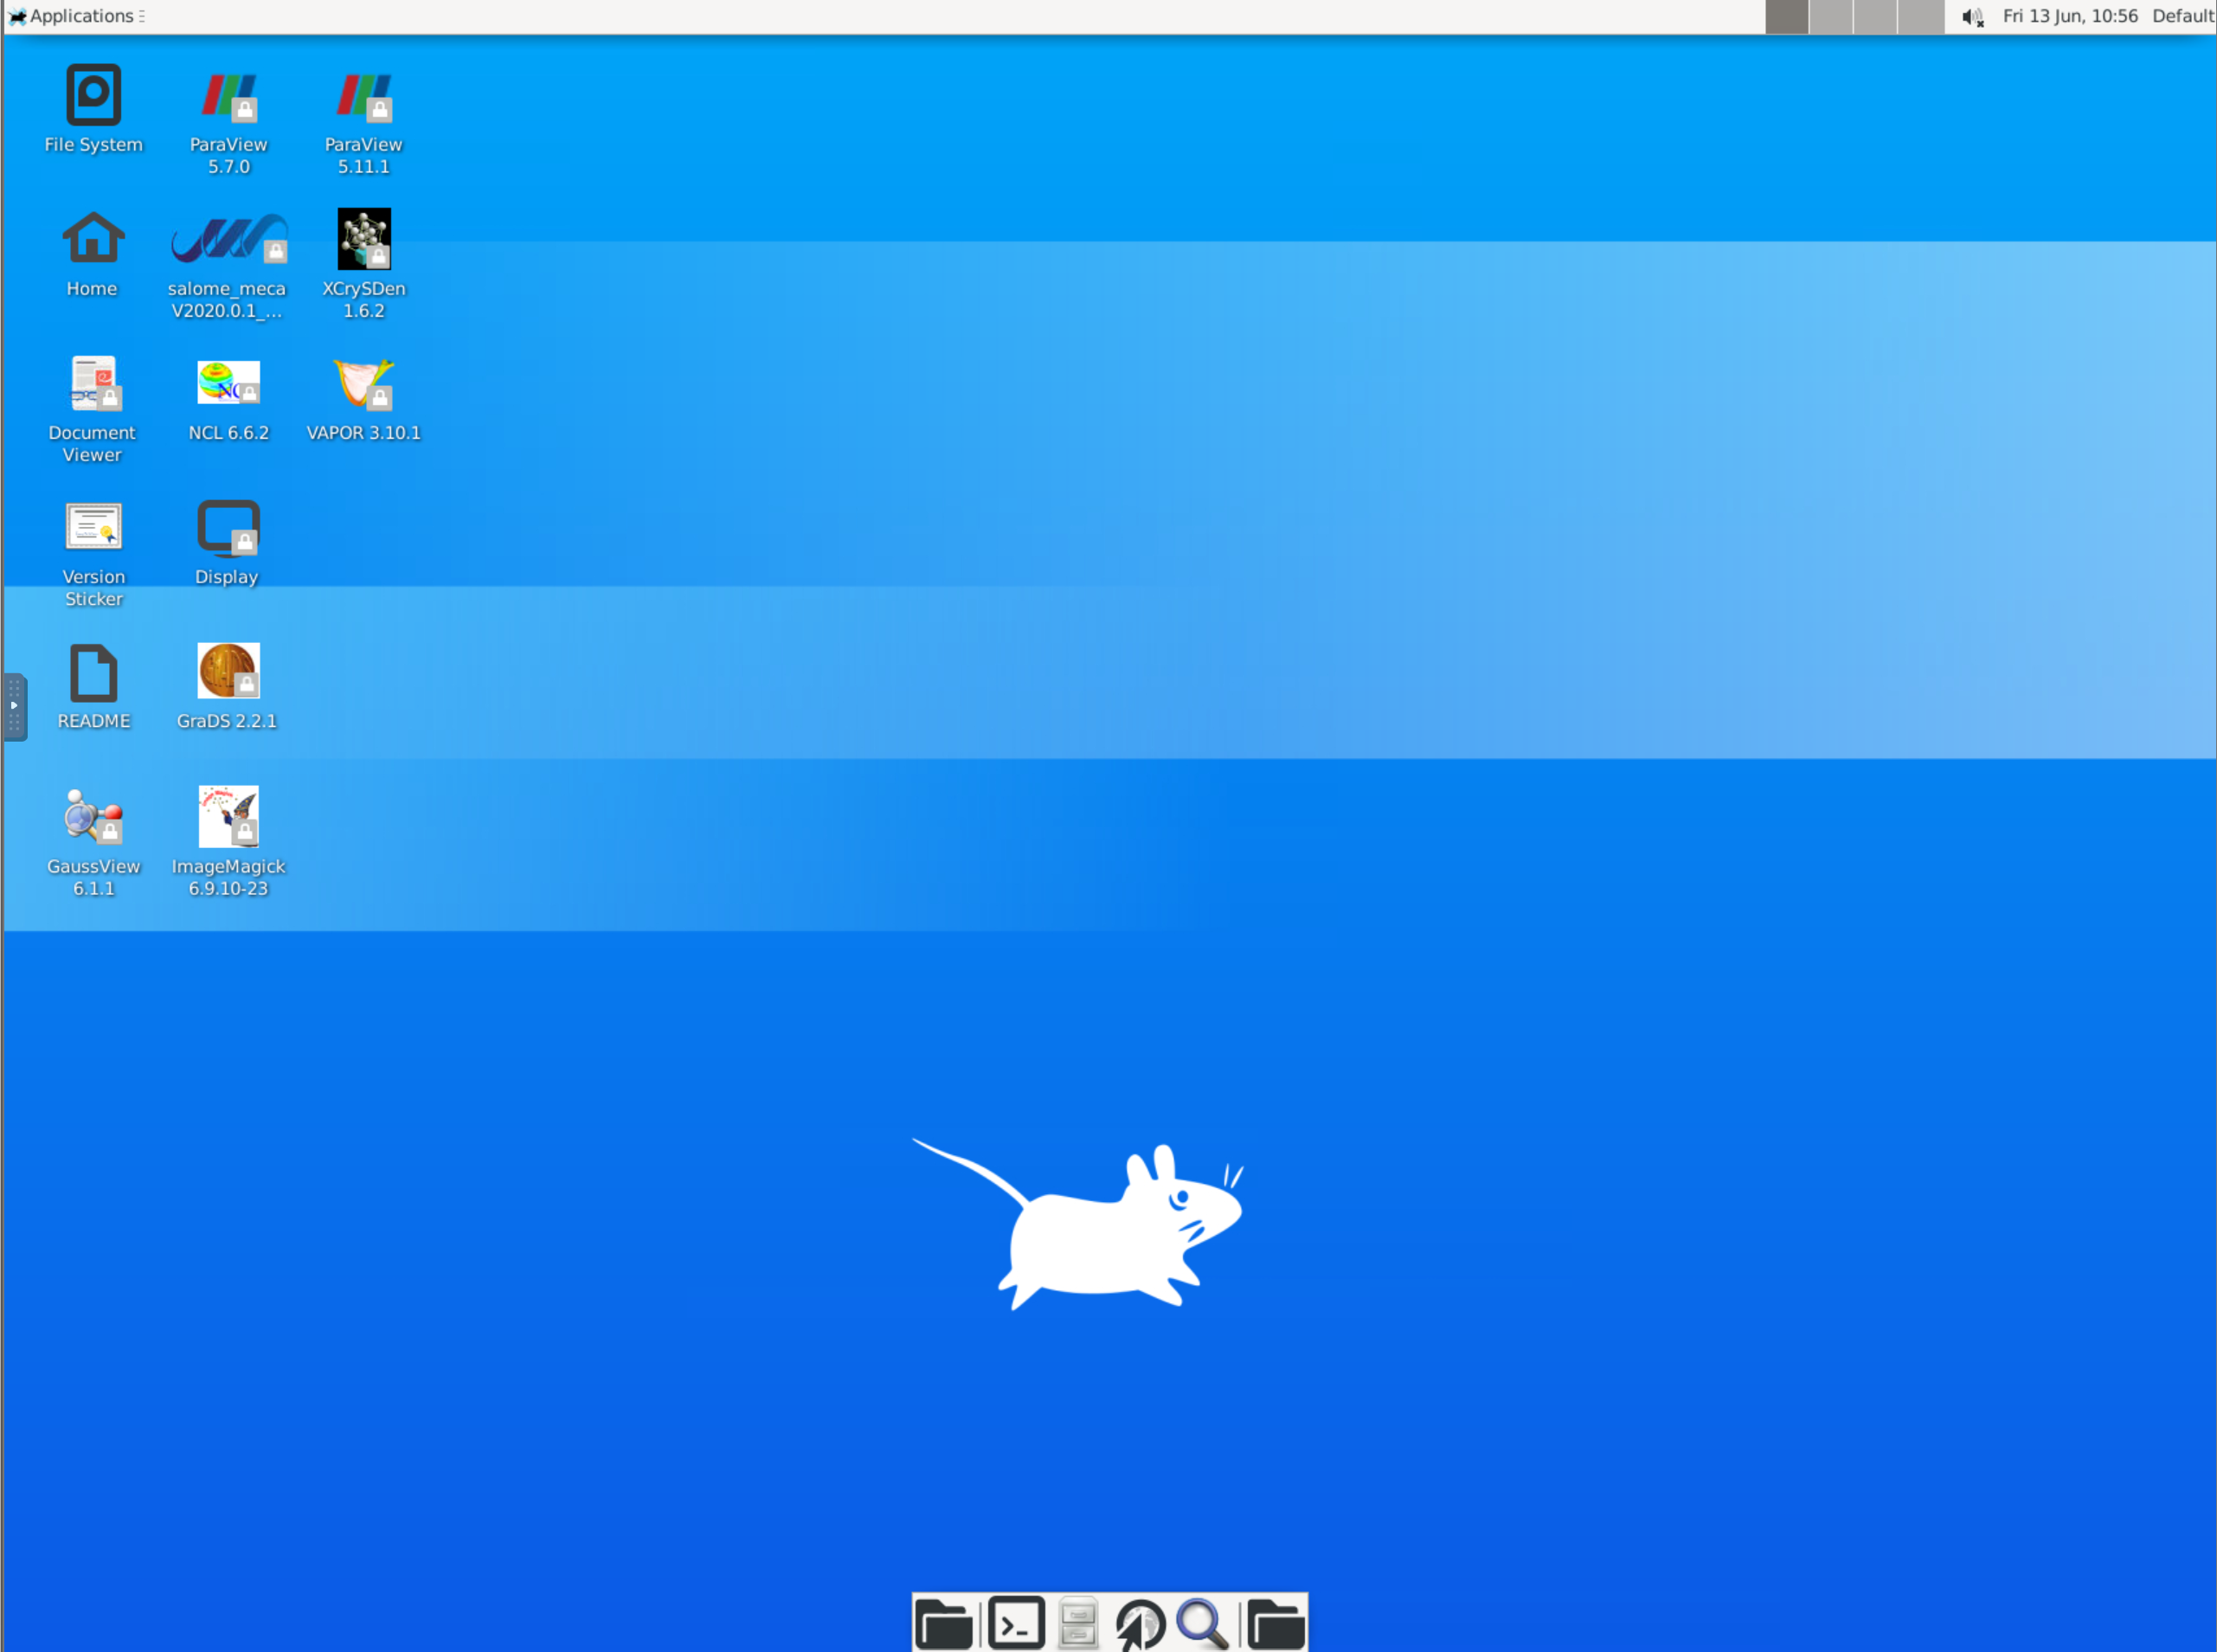 Applications
Fri 13 Jun, 10:56
Default
File System
ParaView
5.7.0
ParaView
5.11.1
Home
salome_meca
V2020.0.1_...
XCrySDen
1.6.2
Document
Viewer
NCL 6.6.2
VAPOR 3.10.1
Version
Sticker
Display
README
GraDS 2.2.1
GaussView
6.1.1
ImageMagick
6.9.10-23